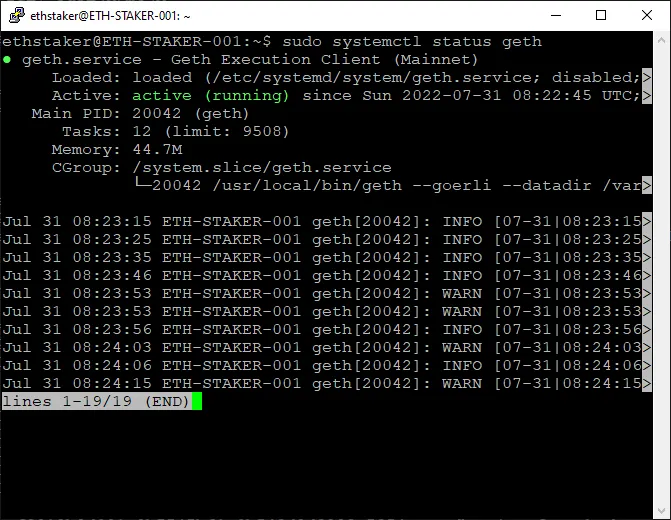 ethstaker@ETH-STAKER-001: ~
ethstaker@ETH-STAKER-001:~$ sudo systemctl status geth
● geth.service - Geth Execution Client (Mainnet)
Loaded: loaded (/etc/systemd/system/geth.service; disabled;>
Active: active (running) since Sun 2022-07-31 08:22:45 UTC;>
Main PID: 20042 (geth)
Tasks: 12 (limit: 9508)
Memory: 44.7M
CGroup: /system.slice/geth.service
└─20042 /usr/local/bin/geth --goerli --datadir /var>
Jul 31 08:23:15 ETH-STAKER-001 geth[20042]: INFO [07-31|08:23:15>
Jul 31 08:23:25 ETH-STAKER-001 geth[20042]: INFO [07-31|08:23:25>
Jul 31 08:23:35 ETH-STAKER-001 geth[20042]: INFO [07-31|08:23:35>
Jul 31 08:23:46 ETH-STAKER-001 geth[20042]: INFO [07-31|08:23:46>
Jul 31 08:23:53 ETH-STAKER-001 geth[20042]: WARN [07-31|08:23:53>
Jul 31 08:23:53 ETH-STAKER-001 geth[20042]: WARN [07-31|08:23:53>
Jul 31 08:23:56 ETH-STAKER-001 geth[20042]: INFO [07-31|08:23:56>
Jul 31 08:24:03 ETH-STAKER-001 geth[20042]: WARN [07-31|08:24:03>
Jul 31 08:24:06 ETH-STAKER-001 geth[20042]: INFO [07-31|08:24:06>
Jul 31 08:24:15 ETH-STAKER-001 geth[20042]: WARN [07-31|08:24:15>
lines 1-19/19 (END)